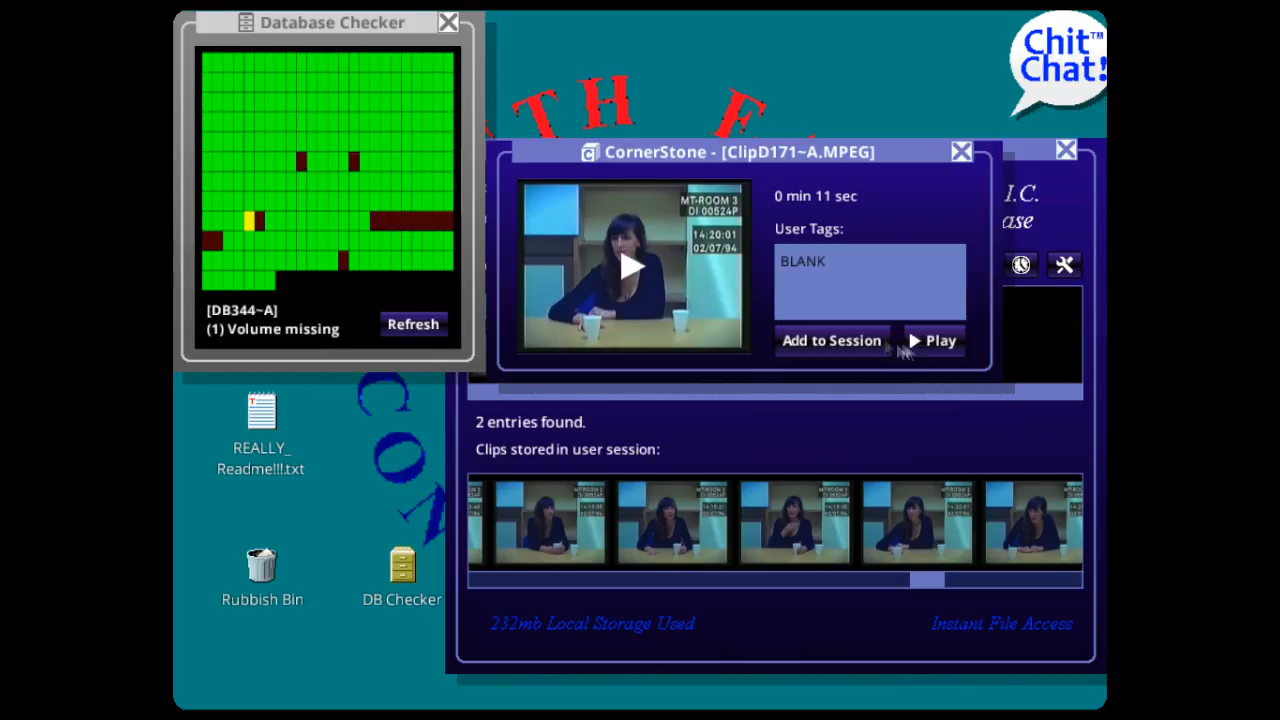 Database Checker
[DB344~A]
(1) Volume missing
Refresh
Chit™
Chat!
T H E
CornerStone - [ClipD171~A.MPEG]
MT-ROOM 3
DI 00524P
14:20:01
02/07/94
0 min 11 sec
User Tags:
BLANK
Add to Session
Play
I.C.
ase
C O N
REALLY_
Readme!!!.txt
Rubbish Bin
DB Checker
2 entries found.
Clips stored in user session:
232mb Local Storage Used
Instant File Access